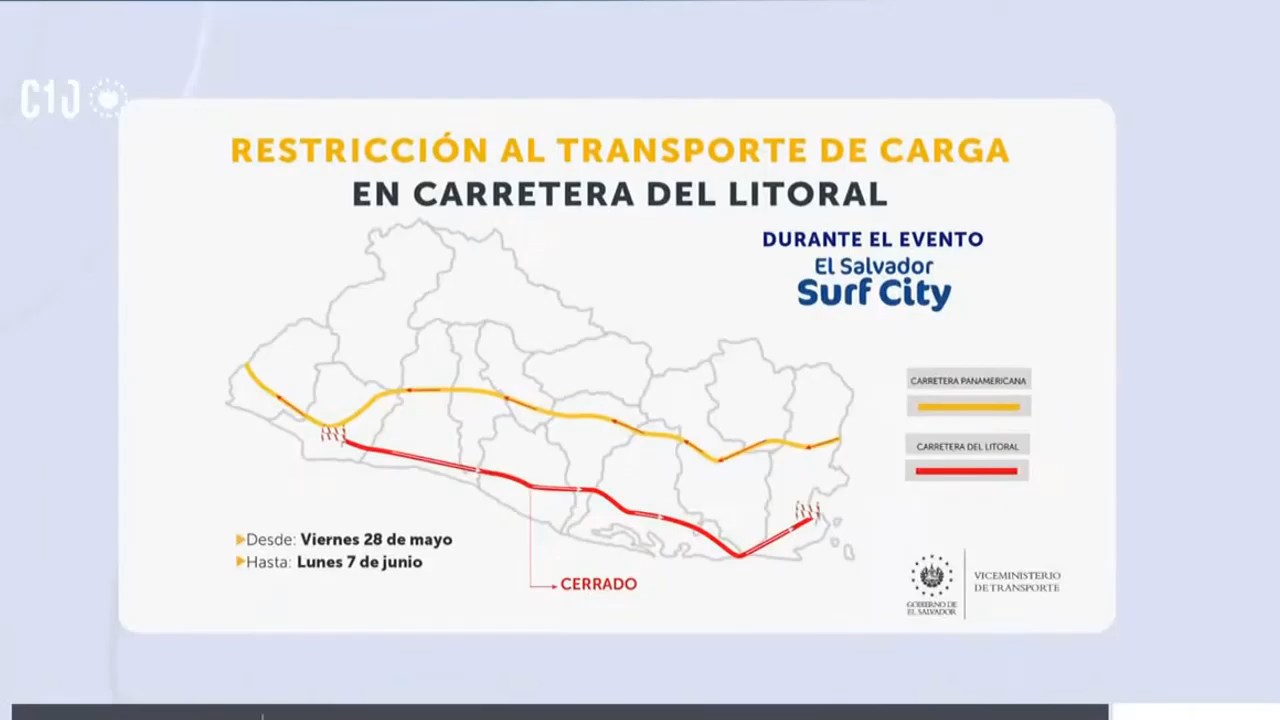 C10
RESTRICCIÓN AL TRANSPORTE DE CARGA
EN CARRETERA DEL LITORAL
DURANTE EL EVENTO
El Salvador
Surf City
CARRETERA PANAMERICANA
CARRETERA DEL LITORAL
▶Desde: Viernes 28 de mayo
▶Hasta: Lunes 7 de junio
CERRADO
GOBIERNO DE
EL SALVADOR
VICEMINISTERIO
DE TRANSPORTE